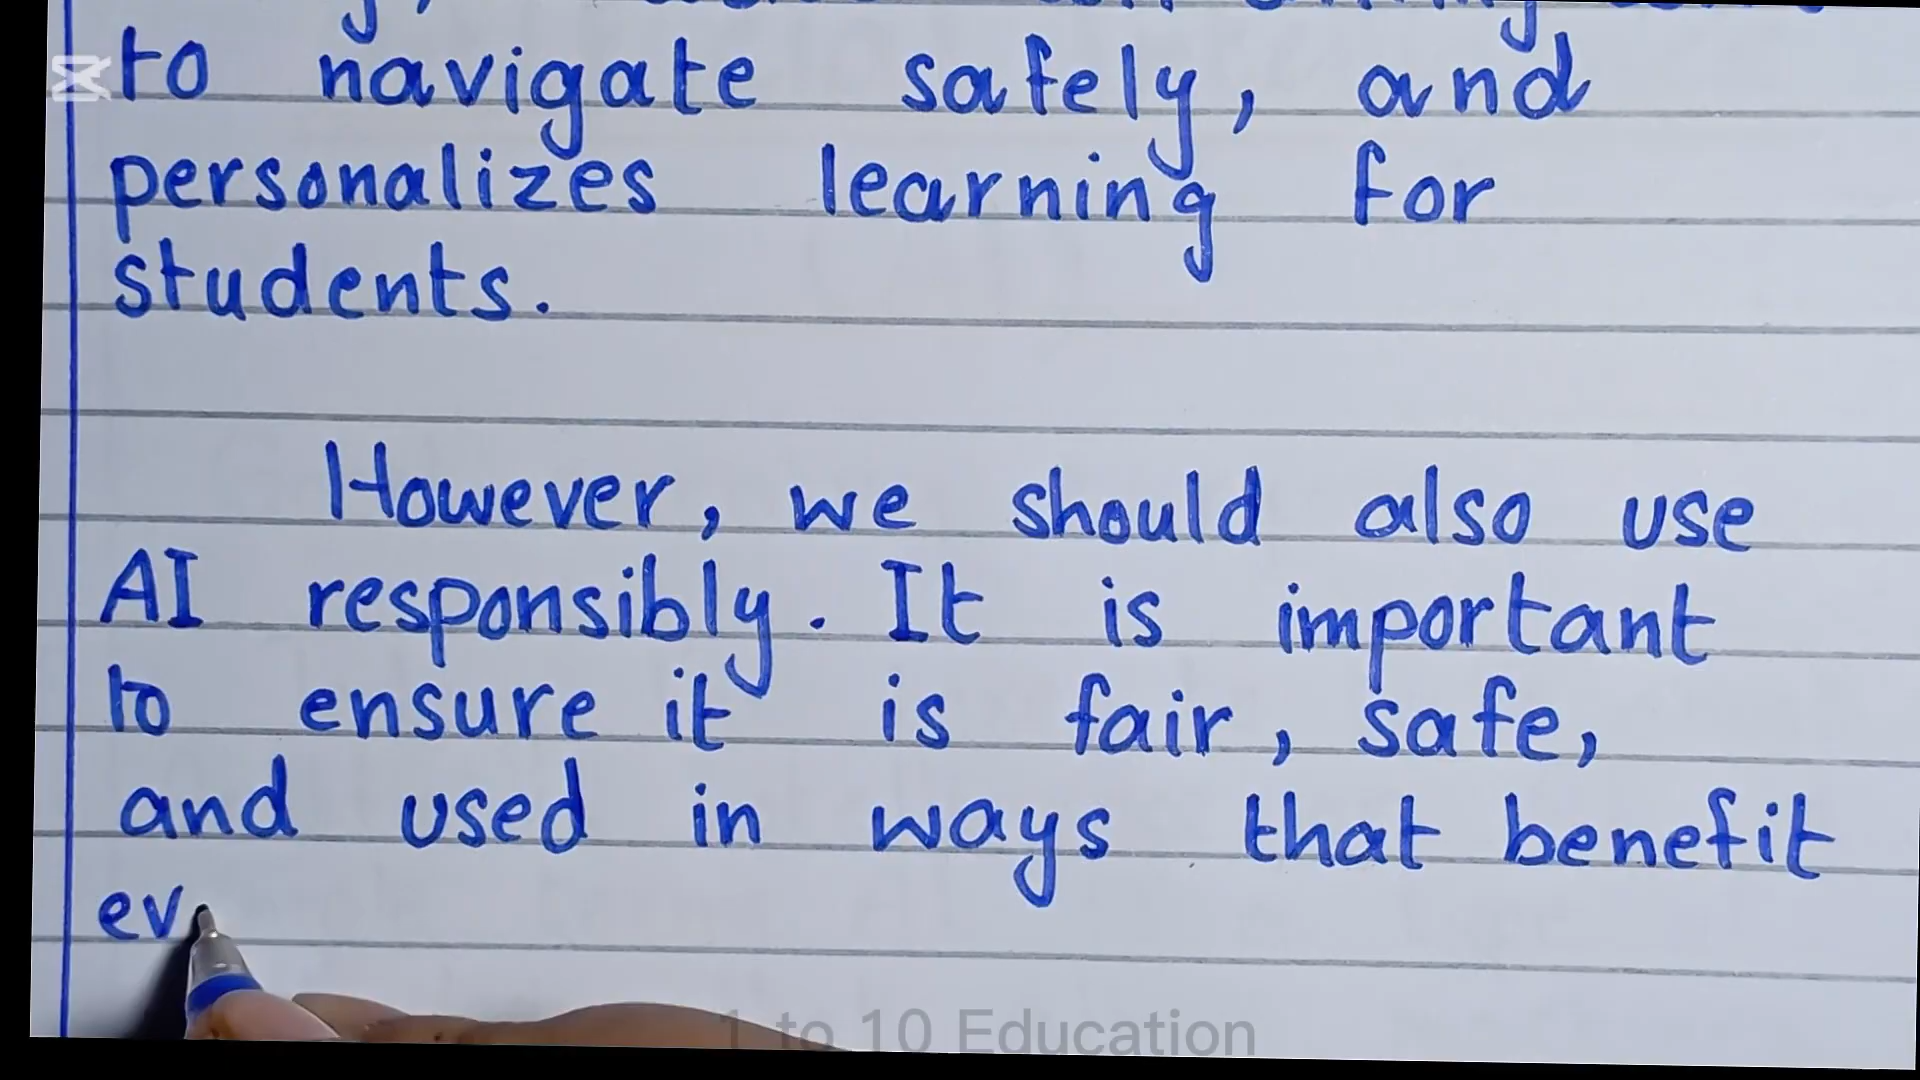 to navigate safely, and
personalizes learning for
students.
However, we should also use
AI responsibly. It is important
to ensure it is fair, safe,
and used in ways that benefit
ev
1 to 10 Education